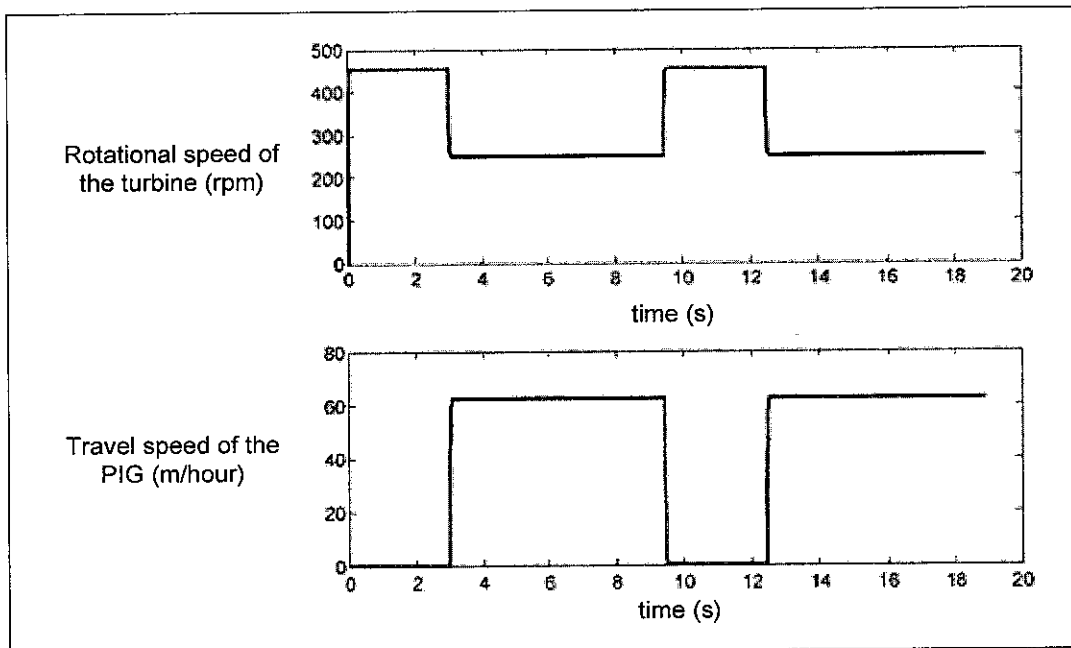 500
400
300
200
100
0
Rotational speed of
the turbine (rpm)
0 2 4 6 8 10 12 14 16 18 20
time (s)
80
60
40
20
0
Travel speed of the
PIG (m/hour)
0 2 4 6 8 10 12 14 16 18 20
time (s)